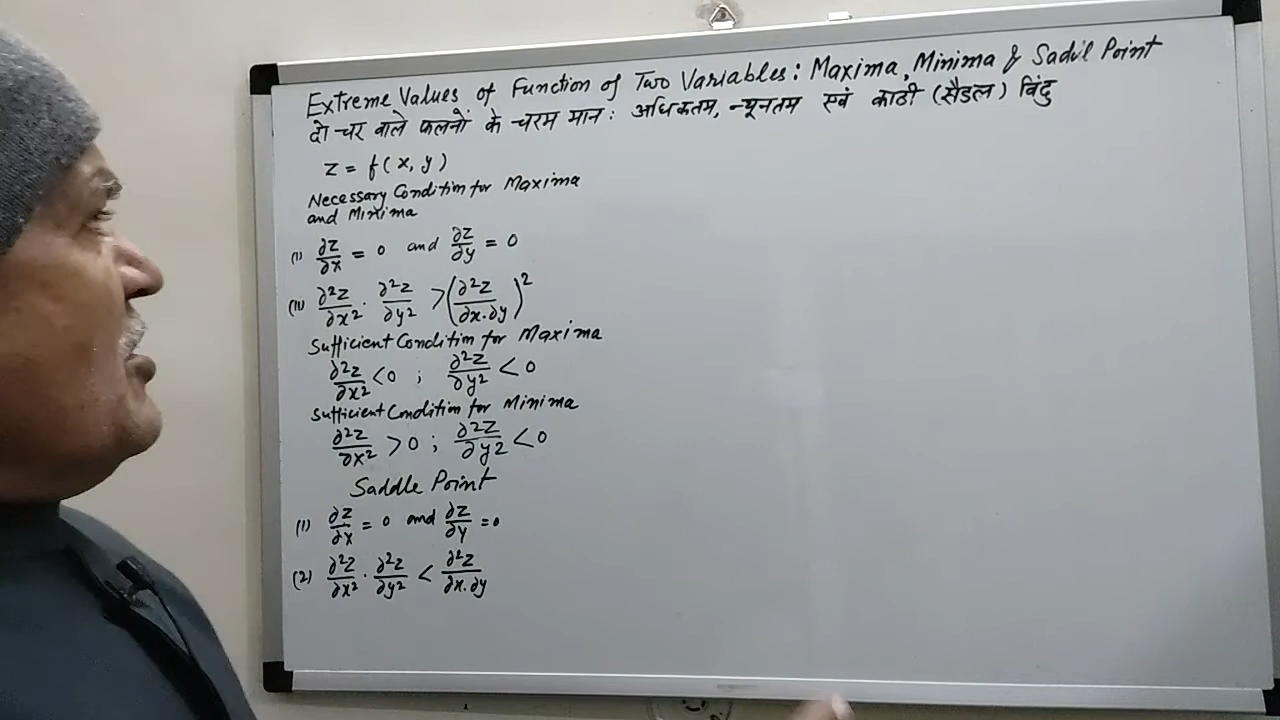 Extreme Values of Function of Two Variables: Maxima, Minima & Sadil Point
दो चर वाले फलनो के चरम मान: अधिकतम, न्यूनतम एवं काठी (सैडल) बिंदु
z = f(x, y)
Necessary Condition for Maxima
and Minima
(i) ∂z/∂x = 0 and ∂z/∂y = 0
(ii) ∂²z/∂x² · ∂²z/∂y² > (∂²z/∂x.∂y)²
Sufficient Condition for Maxima
∂²z/∂x² < 0 ; ∂²z/∂y² < 0
Sufficient Condition for Minima
∂²z/∂x² > 0 ; ∂²z/∂y² < 0
Saddle Point
(1) ∂z/∂x = 0 and ∂z/∂y = 0
(2) ∂²z/∂x² · ∂²z/∂y² < ∂²z/∂x.∂y